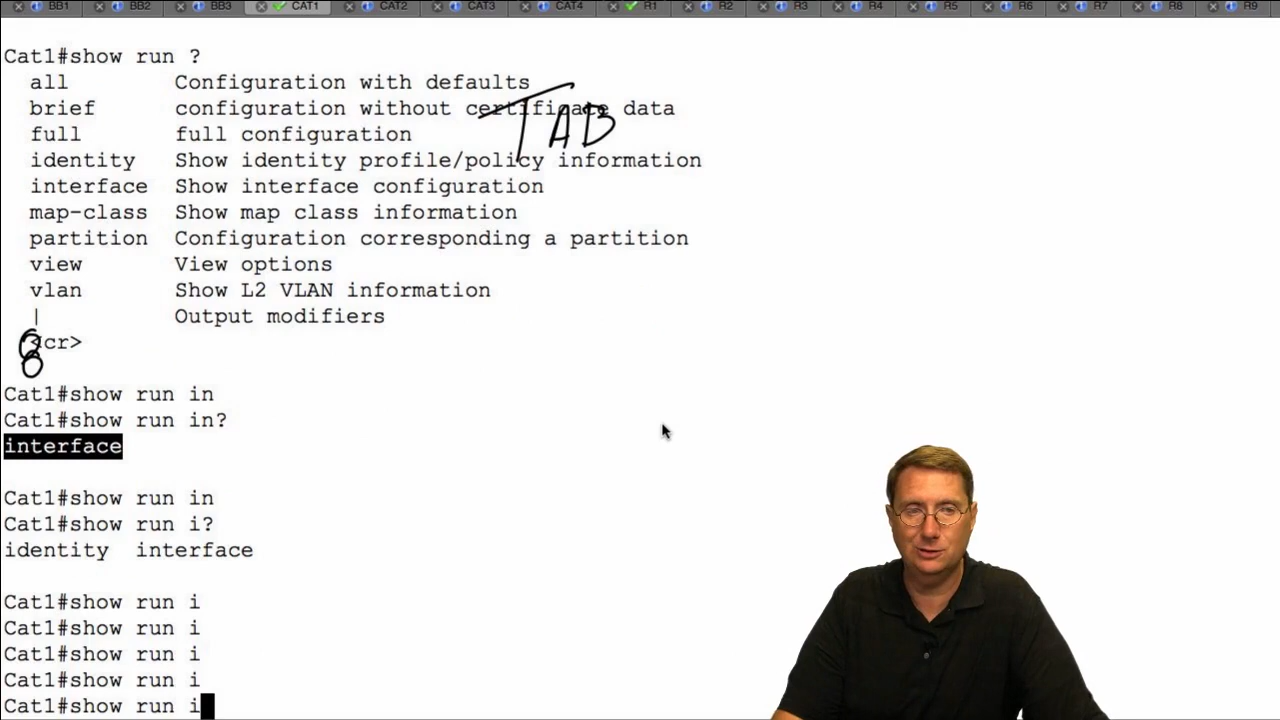 BB1 BB2 BB3 CAT1 CAT2 CAT3 CAT4 R1 R2 R3 R4 R5 R6 R7 R8 R9
Cat1#show run ?
all Configuration with defaults
brief configuration without certificate data
full full configuration
TAB
identity Show identity profile/policy information
interface Show interface configuration
map-class Show map class information
partition Configuration corresponding a partition
view View options
vlan Show L2 VLAN information
| Output modifiers
<cr>
Cat1#show run in
Cat1#show run in?
interface
Cat1#show run in
Cat1#show run i?
identity interface
Cat1#show run i
Cat1#show run i
Cat1#show run i
Cat1#show run i
Cat1#show run i